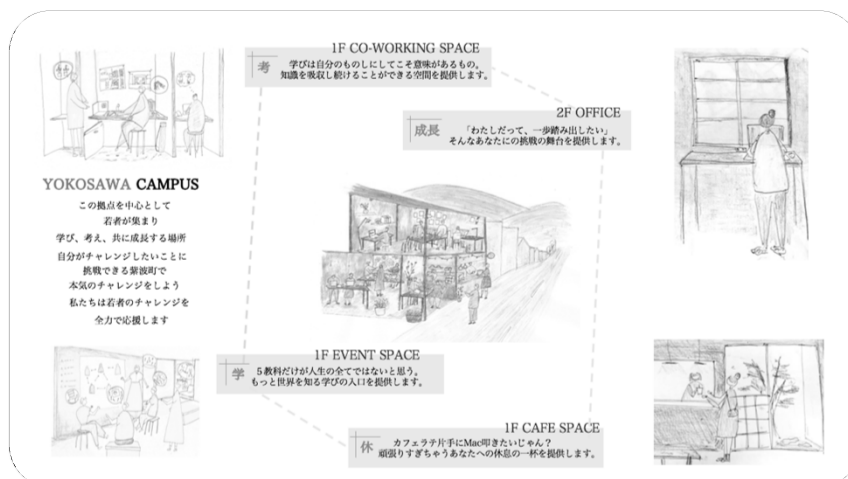 1F CO-WORKING SPACE
考
学びは自分のものしにしてこそ意味があるもの。
知識を吸収し続けることができる空間を提供します。
2F OFFICE
成長
「わたしだって、一歩踏み出したい」
そんなあなたにの挑戦の舞台を提供します。
YOKOSAWA CAMPUS
この拠点を中心として
若者が集まり
学び、考え、共に成長する場所
自分がチャレンジしたいことに
挑戦できる紫波町で
本気のチャレンジをしよう
私たちは若者のチャレンジを
全力で応援します
1F EVENT SPACE
学
５教科だけが人生の全てではないと思う。
もっと世界を知る学びの入口を提供します。
1F CAFE SPACE
休
カフェラテ片手にMac叩きたいじゃん？
頑張りすぎちゃうあなたへの休息の一杯を提供します。